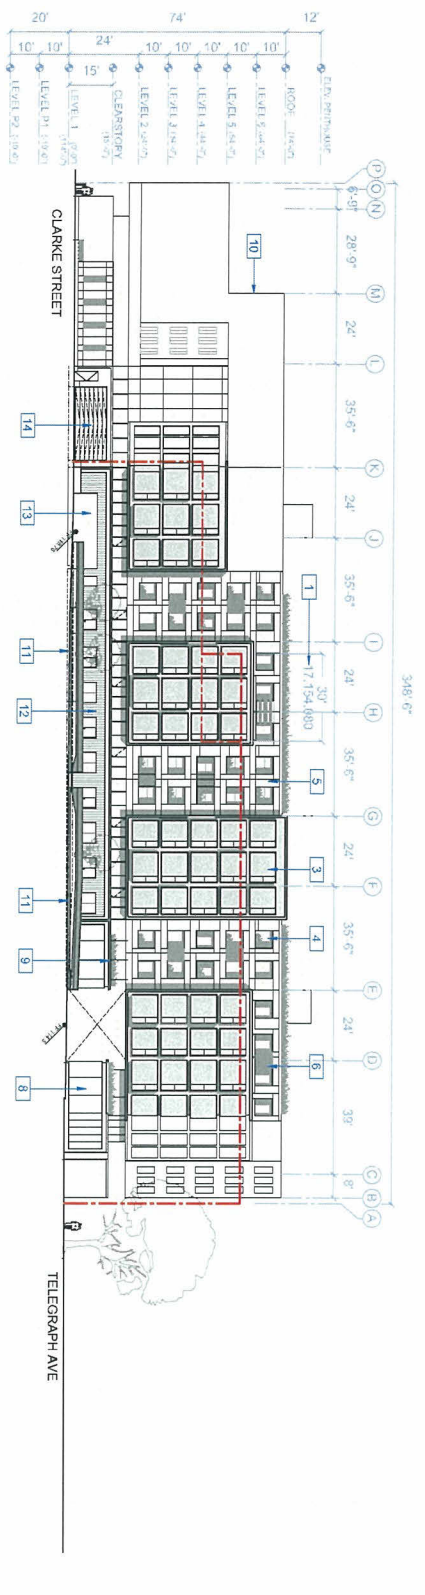 348'-6"
6'-9"
28'-9"
24'
35'-6"
24'
35'-6"
24'
35'-6"
24'
35'-6"
24'
39'
8'
P
O
N
M
L
K
J
I
H
G
F
D
C
B
A
12'
74'
20'
24'
10'
10'
10'
10'
10'
15'
10'
10'
ELEV. PENTHOUSE
ROOF
LEVEL 6
LEVEL 5
LEVEL 4
LEVEL 3
LEVEL 2
CLEARSTORY
LEVEL 1
LEVEL P1
LEVEL P2
30'
17,154,080
1
10
5
3
4
6
14
13
11
12
11
9
8
CLARKE STREET
TELEGRAPH AVE